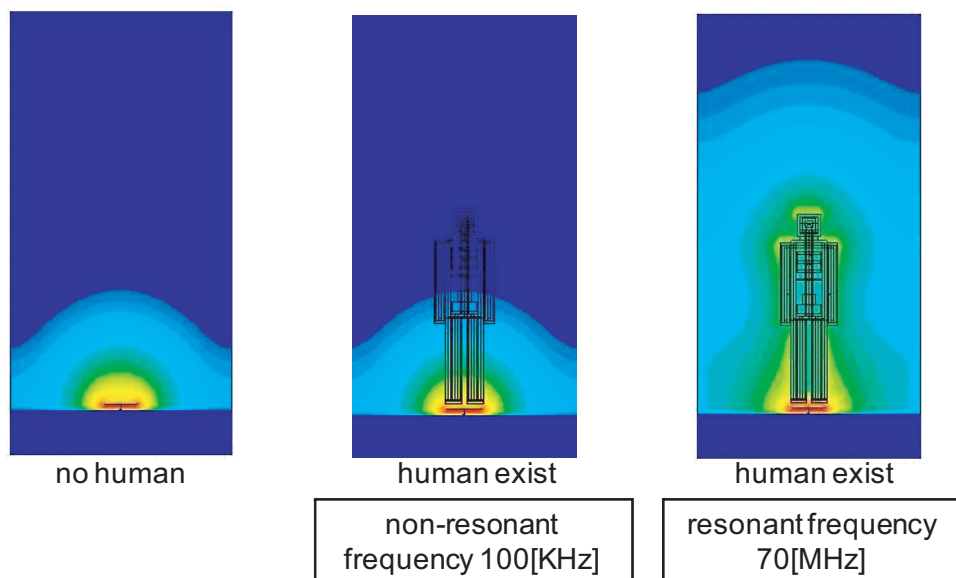 no human
human exist
human exist
non-resonant
frequency 100[KHz]
resonant frequency
70[MHz]